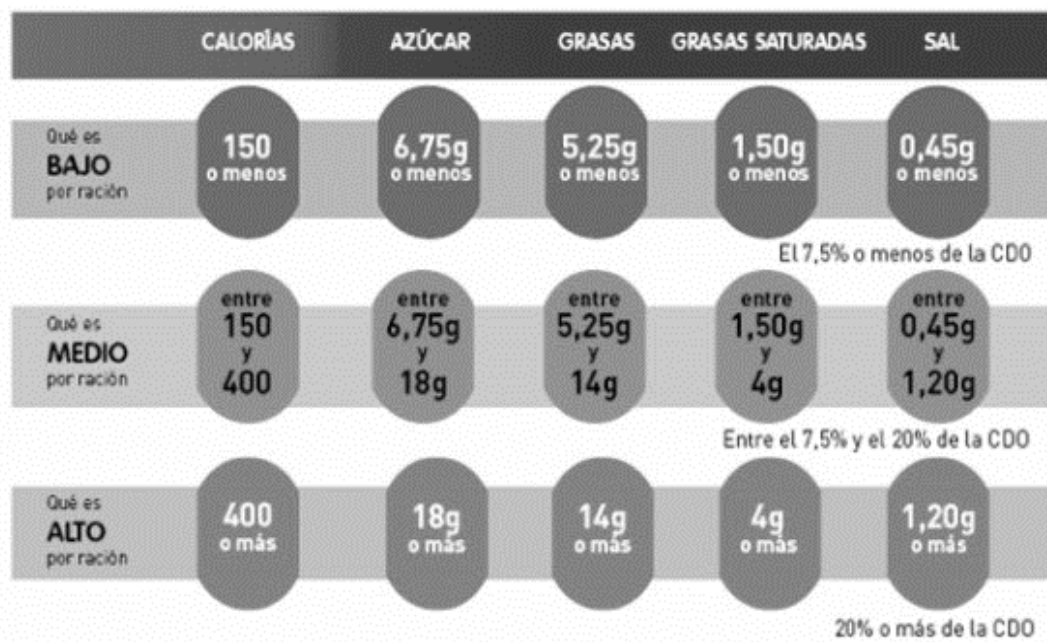 CALORÍAS AZÚCAR GRASAS GRASAS SATURADAS SAL
Qué es
BAJO
por ración
150
o menos
6,75g
o menos
5,25g
o menos
1,50g
o menos
0,45g
o menos
El 7,5% o menos de la CDO
Qué es
MEDIO
por ración
entre
150
y
400
entre
6,75g
y
18g
entre
5,25g
y
14g
entre
1,50g
y
4g
entre
0,45g
y
1,20g
Entre el 7,5% y el 20% de la CDO
Qué es
ALTO
por ración
400
o más
18g
o más
14g
o más
4g
o más
1,20g
o más
20% o más de la CDO